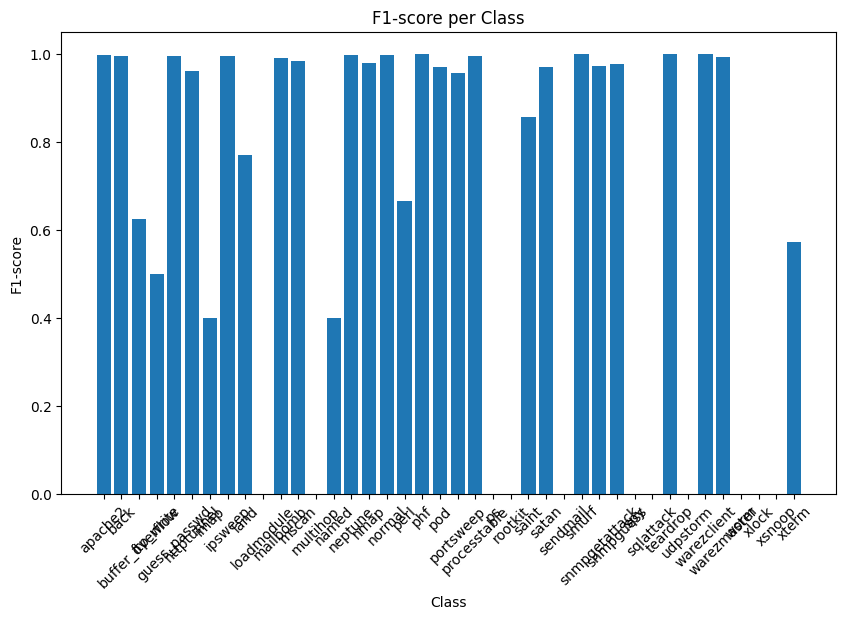 F1-score per Class
F1-score
1.0
0.8
0.6
0.4
0.2
0.0
apache2
back
buffer_overflow
ftp_write
guess_passwd
httptunnel
imap
ipsweep
land
loadmodule
mailbomb
mscan
multihop
named
neptune
nmap
normal
perl
phf
pod
portsweep
processtable
ps
rootkit
saint
satan
sendmail
smurf
snmpgetattack
snmpguess
spy
sqlattack
teardrop
udpstorm
warezclient
warezmaster
worm
xlock
xsnoop
xterm
Class